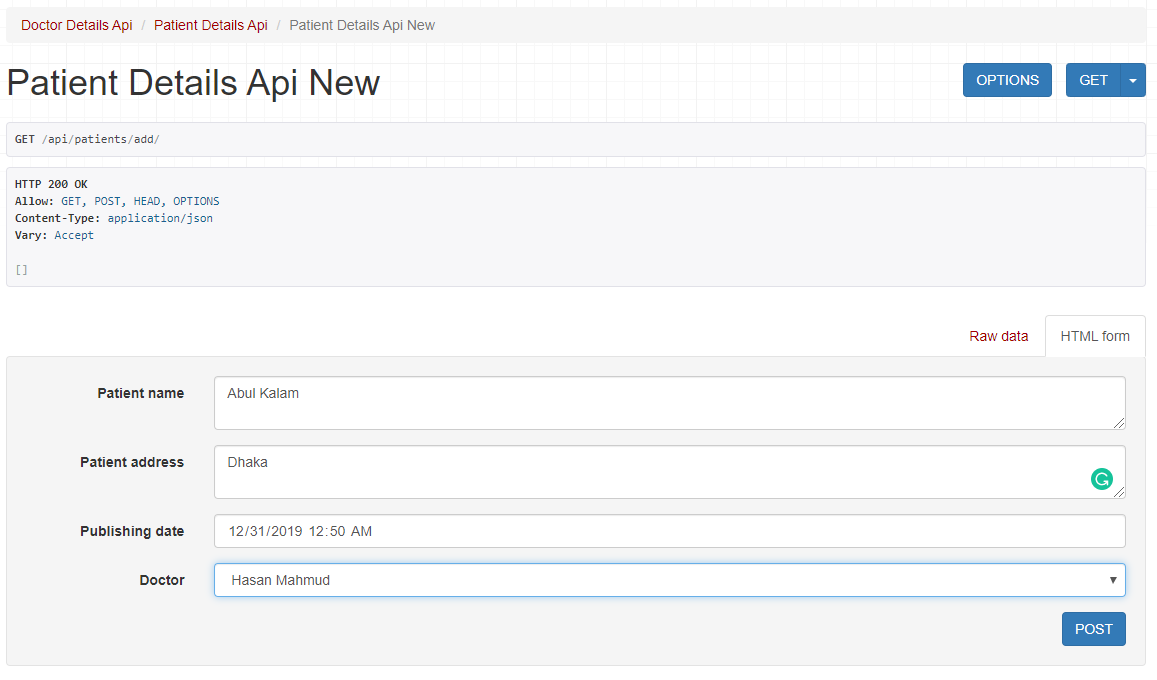 Doctor Details Api / Patient Details Api / Patient Details Api New
Patient Details Api New
OPTIONS GET
GET /api/patients/add/
HTTP 200 OK
Allow: GET, POST, HEAD, OPTIONS
Content-Type: application/json
Vary: Accept
[]
Raw data HTML form
Patient name Abul Kalam
Patient address Dhaka
Publishing date 12/31/2019 12:50 AM
Doctor Hasan Mahmud
POST